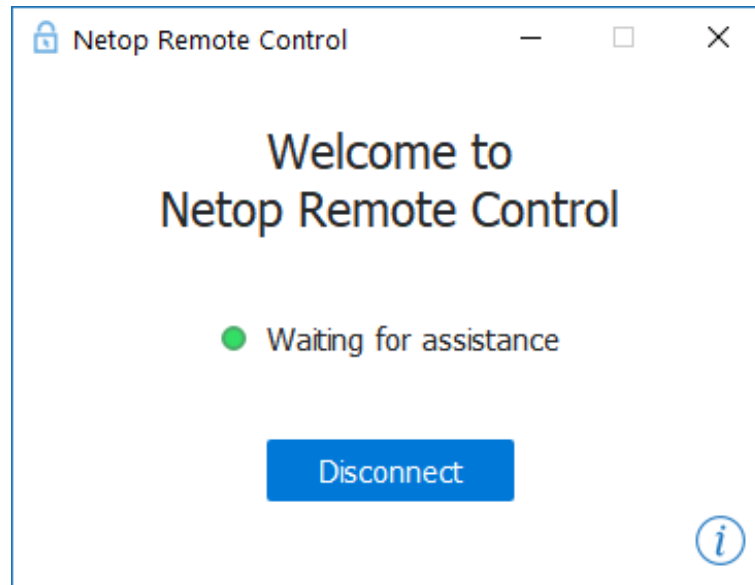 Netop Remote Control
Welcome to
Netop Remote Control
Waiting for assistance
Disconnect
i